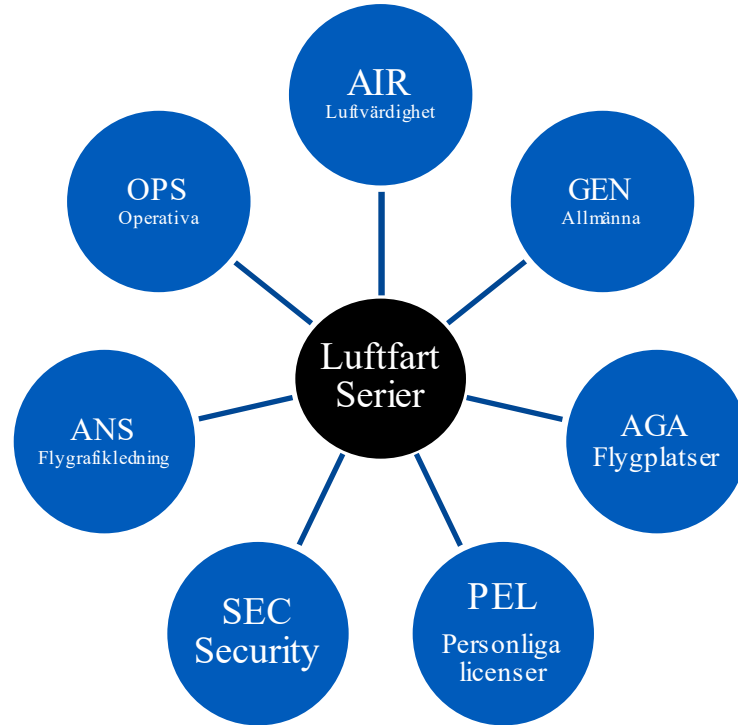 AIR
Luftvärdighet
OPS
Operativa
GEN
Allmänna
Luftfart
Serier
ANS
Flygrafikledning
AGA
Flygplatser
SEC
Security
PEL
Personliga
licenser